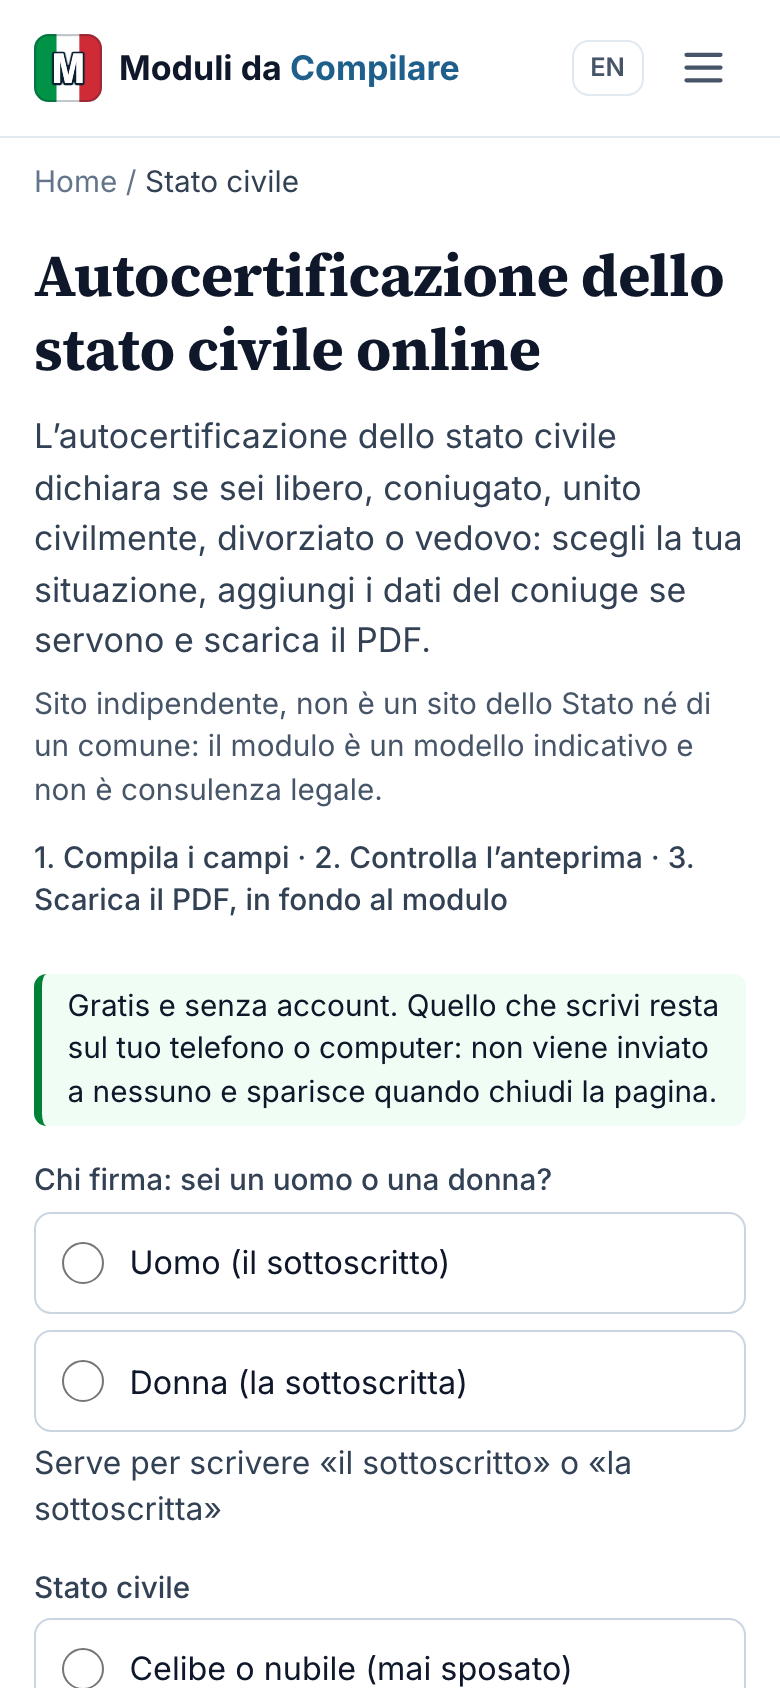 M
Moduli da Compilare
EN
Home / Stato civile
Autocertificazione dello
stato civile online
L’autocertificazione dello stato civile
dichiara se sei libero, coniugato, unito
civilmente, divorziato o vedovo: scegli la tua
situazione, aggiungi i dati del coniuge se
servono e scarica il PDF.
Sito indipendente, non è un sito dello Stato né di
un comune: il modulo è un modello indicativo e
non è consulenza legale.
1. Compila i campi · 2. Controlla l’anteprima · 3.
Scarica il PDF, in fondo al modulo
Gratis e senza account. Quello che scrivi resta
sul tuo telefono o computer: non viene inviato
a nessuno e sparisce quando chiudi la pagina.
Chi firma: sei un uomo o una donna?
Uomo (il sottoscritto)
Donna (la sottoscritta)
Serve per scrivere «il sottoscritto» o «la
sottoscritta»
Stato civile
Celibe o nubile (mai sposato)